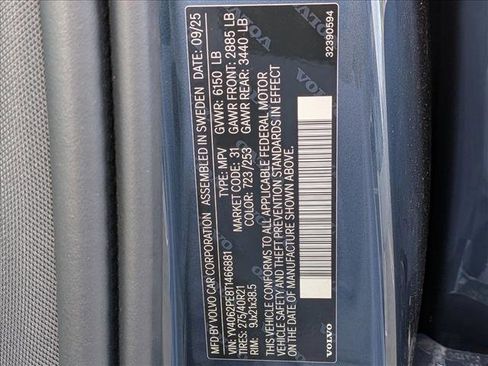 MFD BY VOLVO CAR CORPORATION ASSEMBLED IN SWEDEN DATE: 09/25
VIN: YV4062PE8T1466881 TYPE: MPV GVWR: 6150 LB
TIRES: 275/40R21 MARKET CODE: 31 GAWR FRONT: 2885 LB
RIM: 9Jx21x38,5 COLOR: 723 /253 GAWR REAR: 3440 LB
THIS VEHICLE CONFORMS TO ALL APPLICABLE FEDERAL MOTOR
VEHICLE SAFETY AND THEFT PREVENTION STANDARDS IN EFFECT
ON THE DATE OF MANUFACTURE SHOWN ABOVE.
VOLVO
32390594